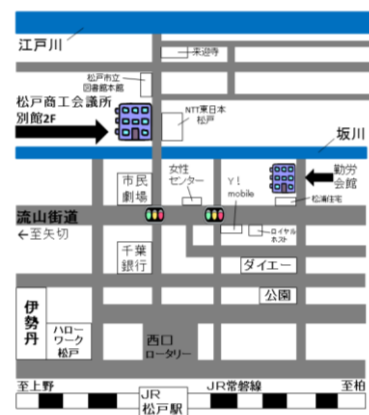 江戸川
来迎寺
松戸市立
図書館本館
松戸商工会議所
別館2F
NTT東日本
松戸
坂川
市民
劇場
女性
センター
Y!
mobile
勤労
会館
松浦住宅
流山街道
←至矢切
ロイヤル
ホスト
千葉
銀行
ダイエー
公園
伊勢丹
ハロー
ワーク
松戸
西口
ロータリー
至上野
JR
松戸駅
JR常磐線
至柏